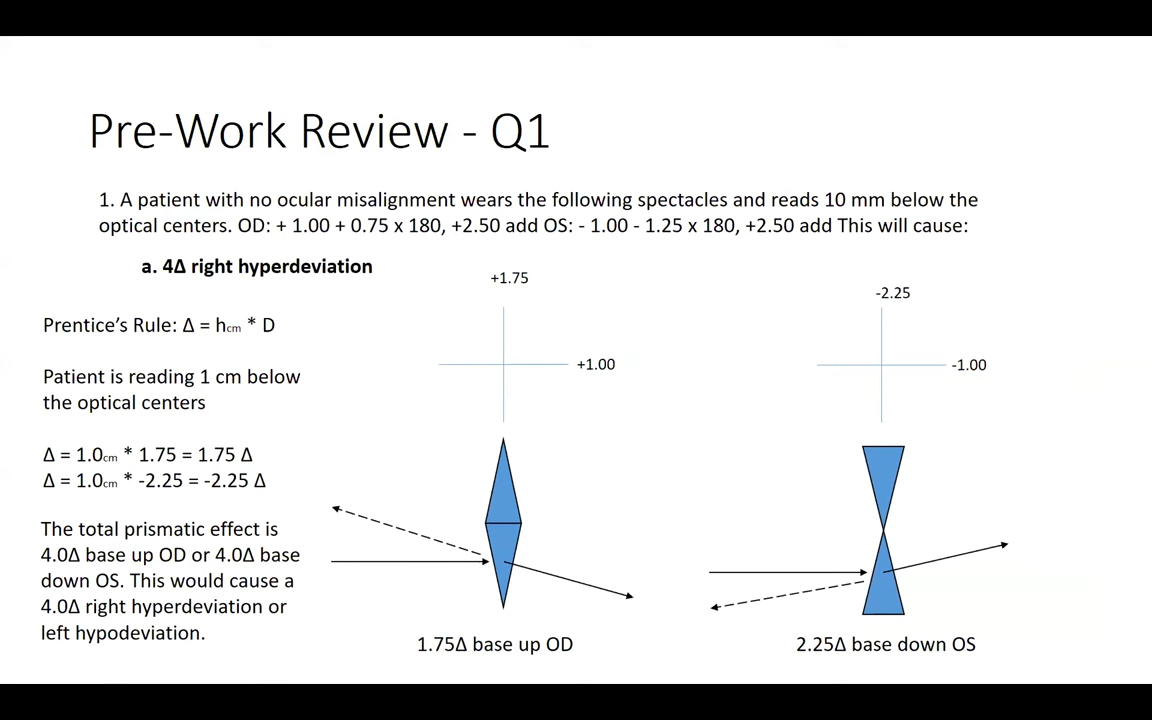 Pre-Work Review - Q1
1. A patient with no ocular misalignment wears the following spectacles and reads 10 mm below the
optical centers. OD: + 1.00 + 0.75 x 180, +2.50 add OS: - 1.00 - 1.25 x 180, +2.50 add This will cause:
a. 4Δ right hyperdeviation
Prentice's Rule: Δ = hcm * D
Patient is reading 1 cm below
the optical centers
Δ = 1.0cm * 1.75 = 1.75 Δ
Δ = 1.0cm * -2.25 = -2.25 Δ
The total prismatic effect is
4.0Δ base up OD or 4.0Δ base
down OS. This would cause a
4.0Δ right hyperdeviation or
left hypodeviation.
+1.75
+1.00
1.75Δ base up OD
-2.25
-1.00
2.25Δ base down OS